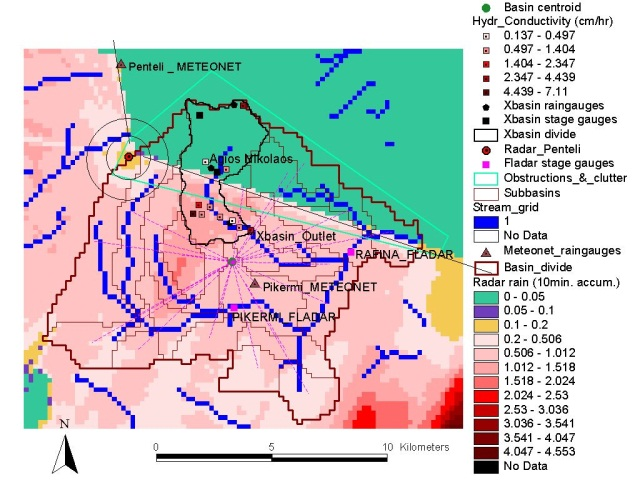 Penteli _ METEONET
Agios Nikolaos
Xbasin_Outlet
RAFINA_FLADAR
Pikermi_METEONET
PIKERMI_FLADAR
N
0 5 10 Kilometers
Basin centroid
Hydr_Conductivity (cm/hr)
0.137 - 0.497
0.497 - 1.404
1.404 - 2.347
2.347 - 4.439
4.439 - 7.11
Xbasin raingauges
Xbasin stage gauges
Xbasin divide
Radar_Penteli
Fladar stage gauges
Obstructions_&_clutter
Subbasins
Stream_grid
1
No Data
Meteonet_raingauges
Basin_divide
Radar rain (10min. accum.)
0 - 0.05
0.05 - 0.1
0.1 - 0.2
0.2 - 0.506
0.506 - 1.012
1.012 - 1.518
1.518 - 2.024
2.024 - 2.53
2.53 - 3.036
3.036 - 3.541
3.541 - 4.047
4.047 - 4.553
No Data